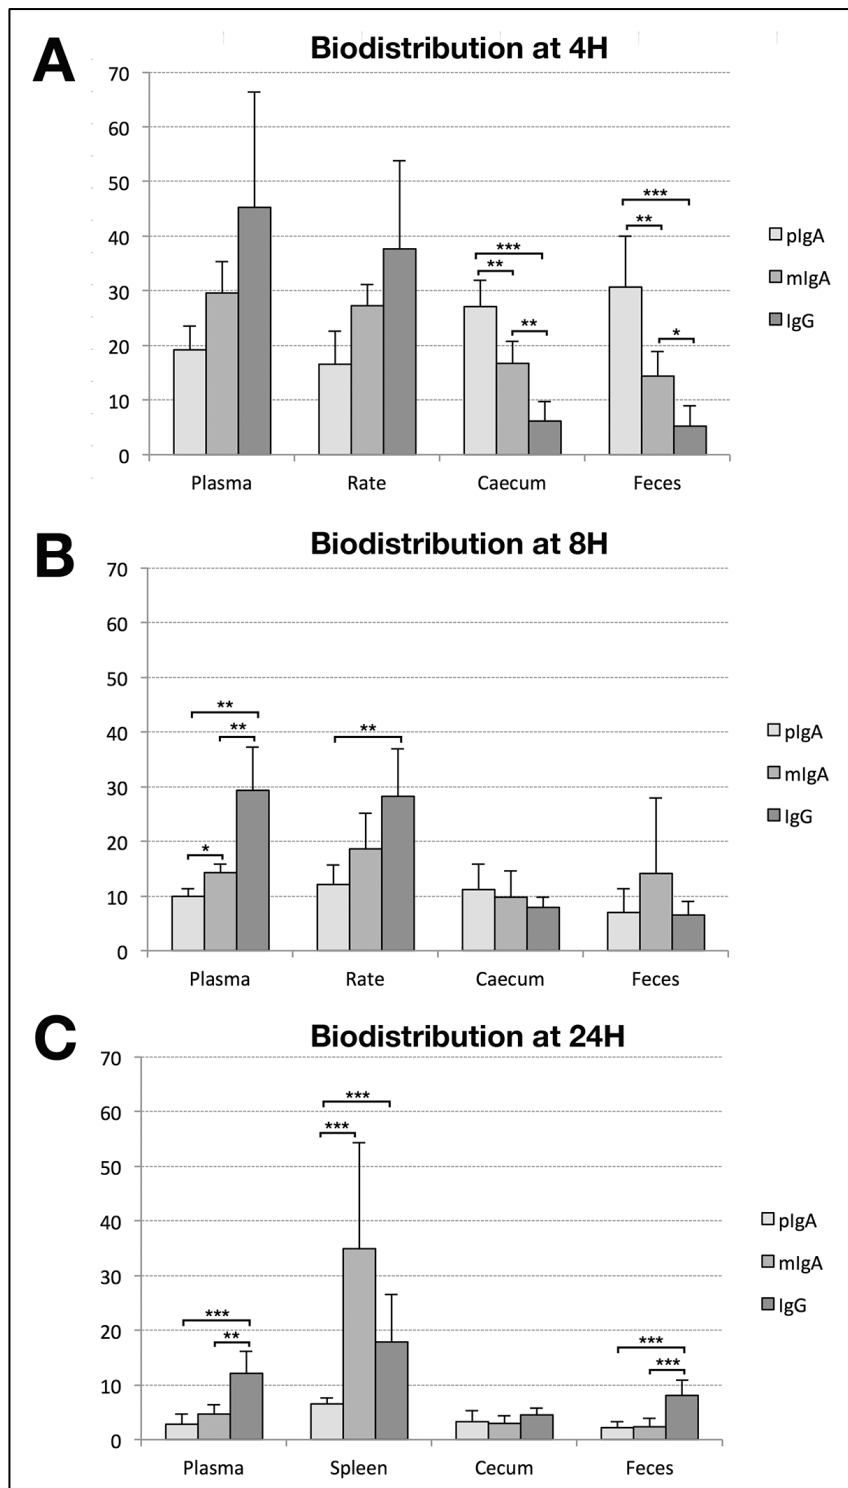 A
Biodistribution at 4H
70
60
50
40
30
20
10
0
***
**
**
***
**
*
Plasma
Rate
Caecum
Feces
pIgA
mIgA
IgG
B
Biodistribution at 8H
70
60
50
40
30
20
10
0
**
**
*
**
Plasma
Rate
Caecum
Feces
pIgA
mIgA
IgG
C
Biodistribution at 24H
70
60
50
40
30
20
10
0
***
**
***
***
***
***
Plasma
Spleen
Cecum
Feces
pIgA
mIgA
IgG